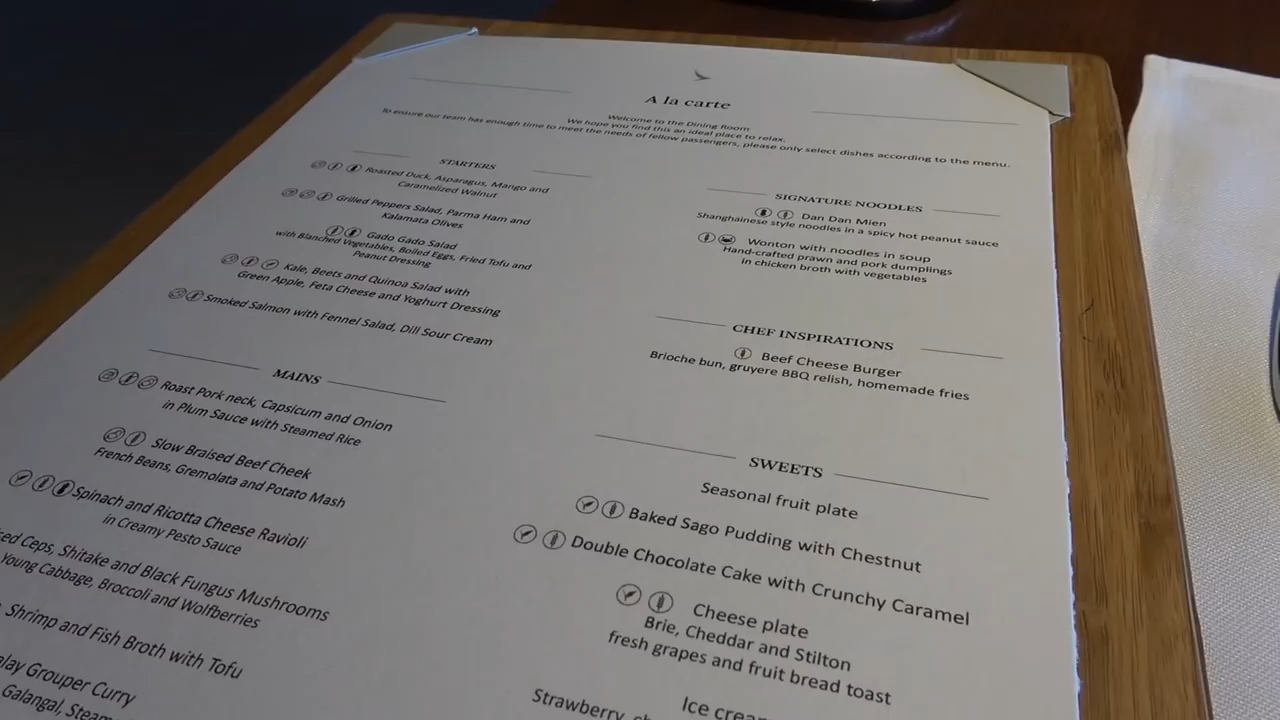 A la carte
Welcome to the Dining Room
We hope you find this an ideal place to relax.
To ensure our team has enough time to meet the needs of fellow passengers, please only select dishes according to the menu.
STARTERS
Roasted Duck, Asparagus, Mango and
Caramelized Walnut
Grilled Peppers Salad, Parma Ham and
Kalamata Olives
Gado Gado Salad
with Blanched Vegetables, Boiled Eggs, Fried Tofu and
Peanut Dressing
Kale, Beets and Quinoa Salad with
Green Apple, Feta Cheese and Yoghurt Dressing
Smoked Salmon with Fennel Salad, Dill Sour Cream
MAINS
Roast Pork neck, Capsicum and Onion
in Plum Sauce with Steamed Rice
Slow Braised Beef Cheek
French Beans, Gremolata and Potato Mash
Spinach and Ricotta Cheese Ravioli
in Creamy Pesto Sauce
Ceps, Shitake and Black Fungus Mushrooms
Young Cabbage, Broccoli and Wolfberries
Shrimp and Fish Broth with Tofu
Grouper Curry
Galangal,
SIGNATURE NOODLES
Dan Dan Mien
Shanghainese style noodles in a spicy hot peanut sauce
Wonton with noodles in soup
Hand-crafted prawn and pork dumplings
in chicken broth with vegetables
CHEF INSPIRATIONS
Beef Cheese Burger
Brioche bun, gruyere BBQ relish, homemade fries
SWEETS
Seasonal fruit plate
Baked Sago Pudding with Chestnut
Double Chocolate Cake with Crunchy Caramel
Cheese plate
Brie, Cheddar and Stilton
fresh grapes and fruit bread toast
Ice
Strawberry,